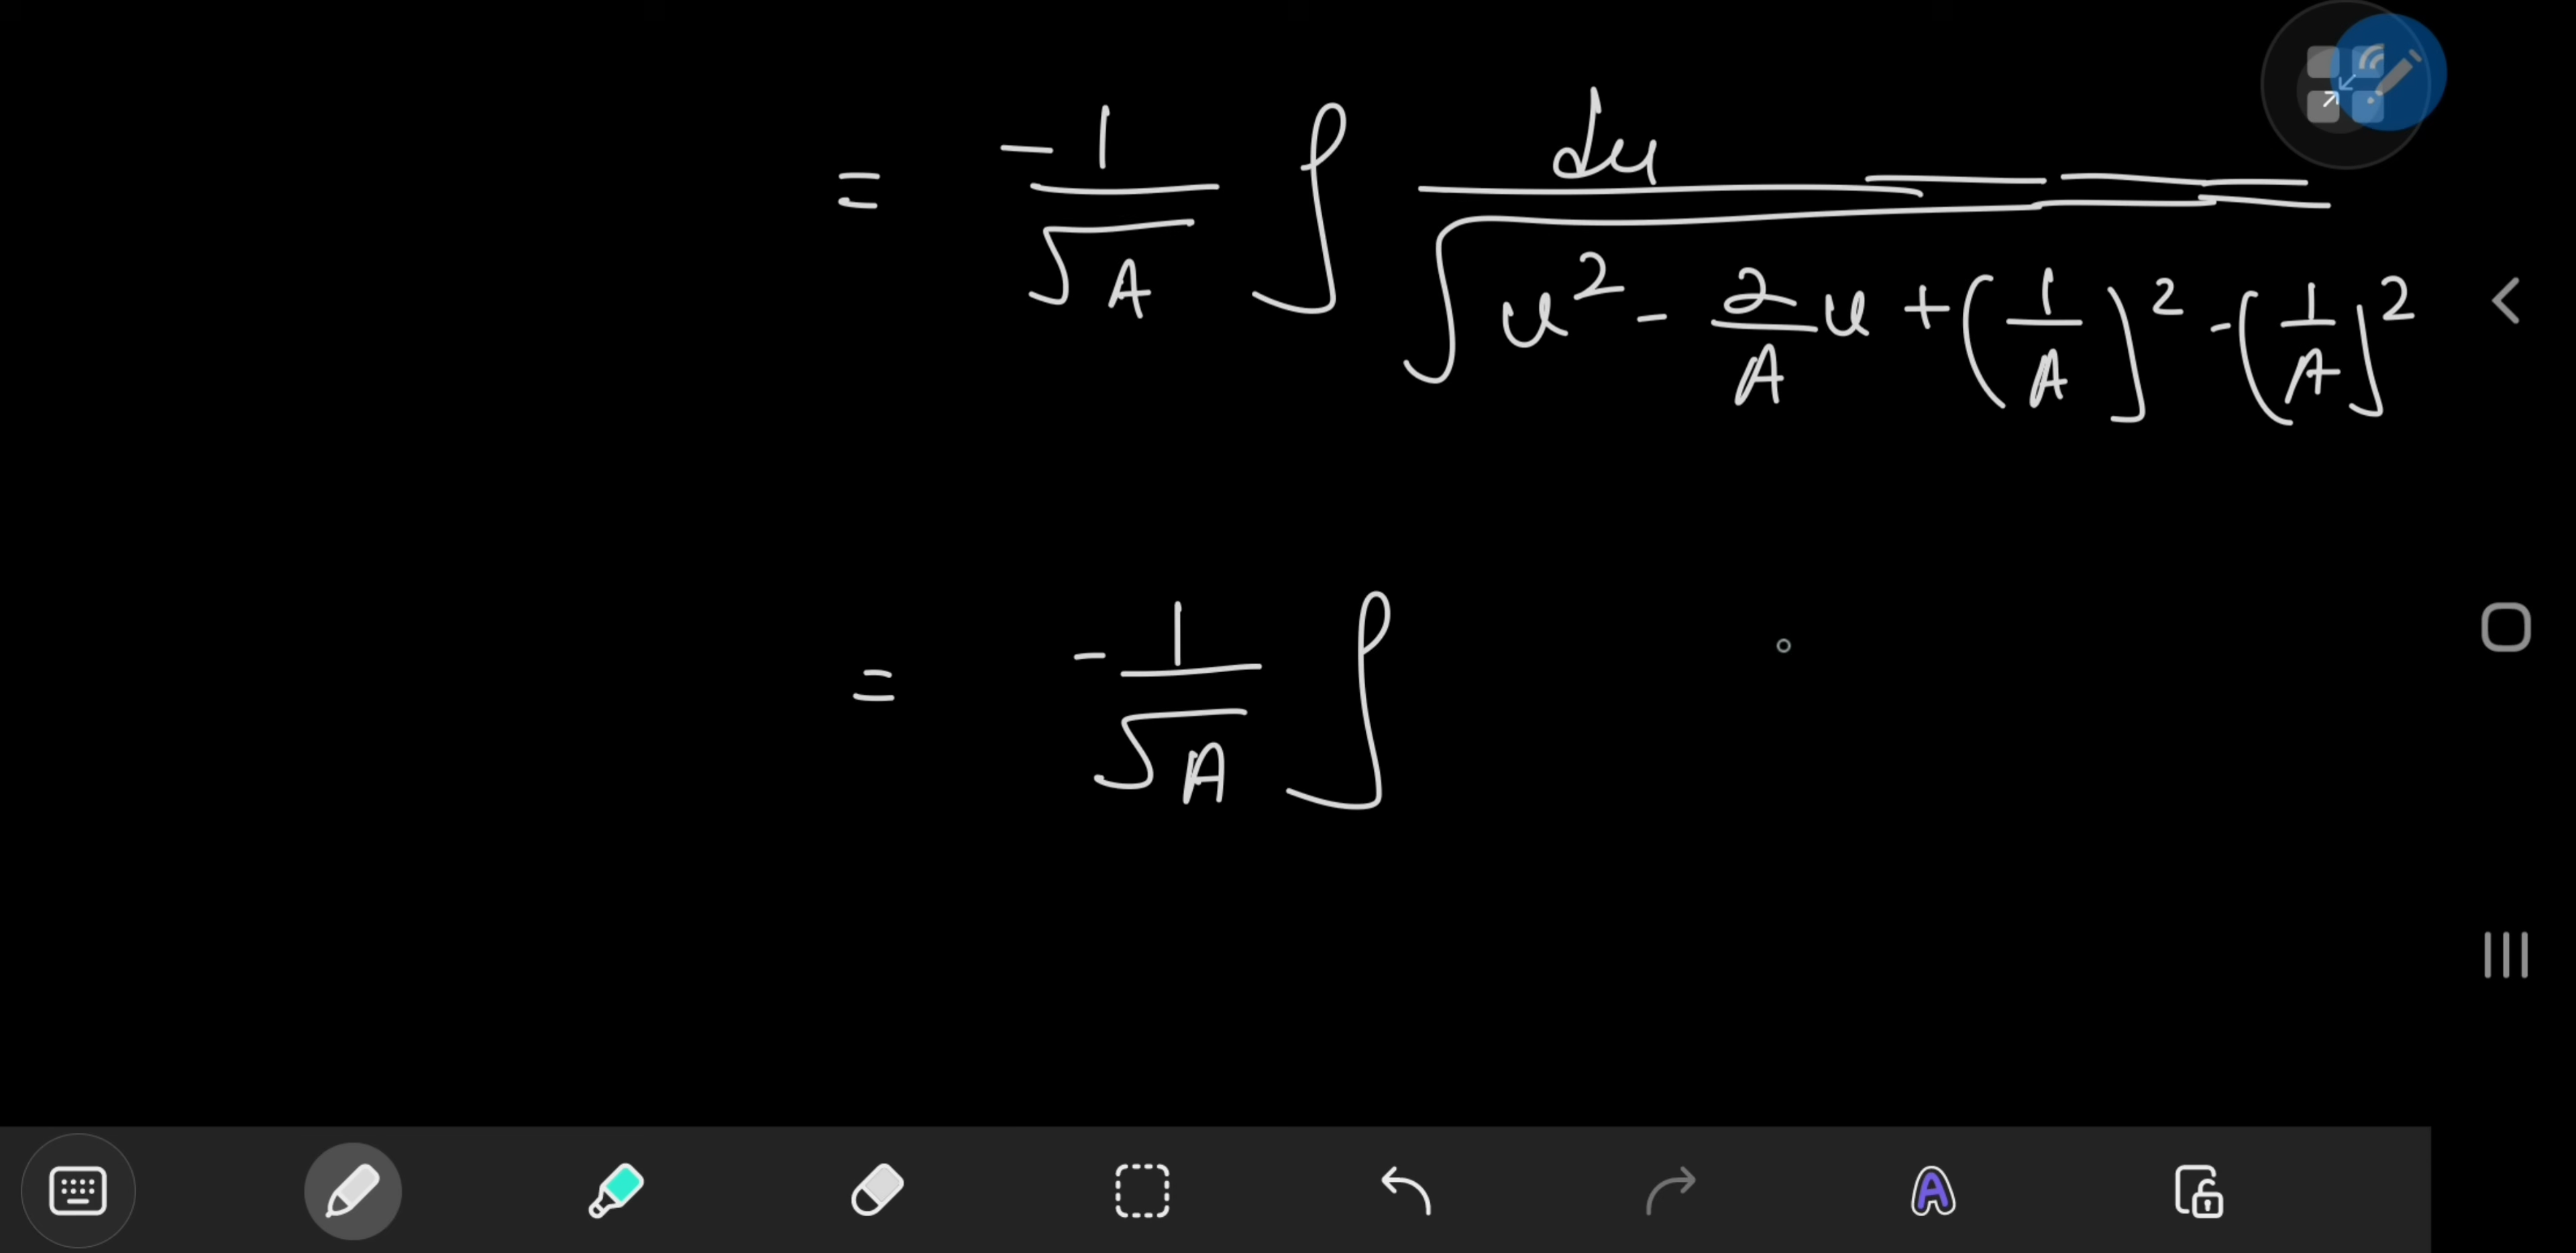 = -1/√A ∫ du/√(u² - 2/A u + (1/A)² - (1/A)²)
= -1/√A ∫